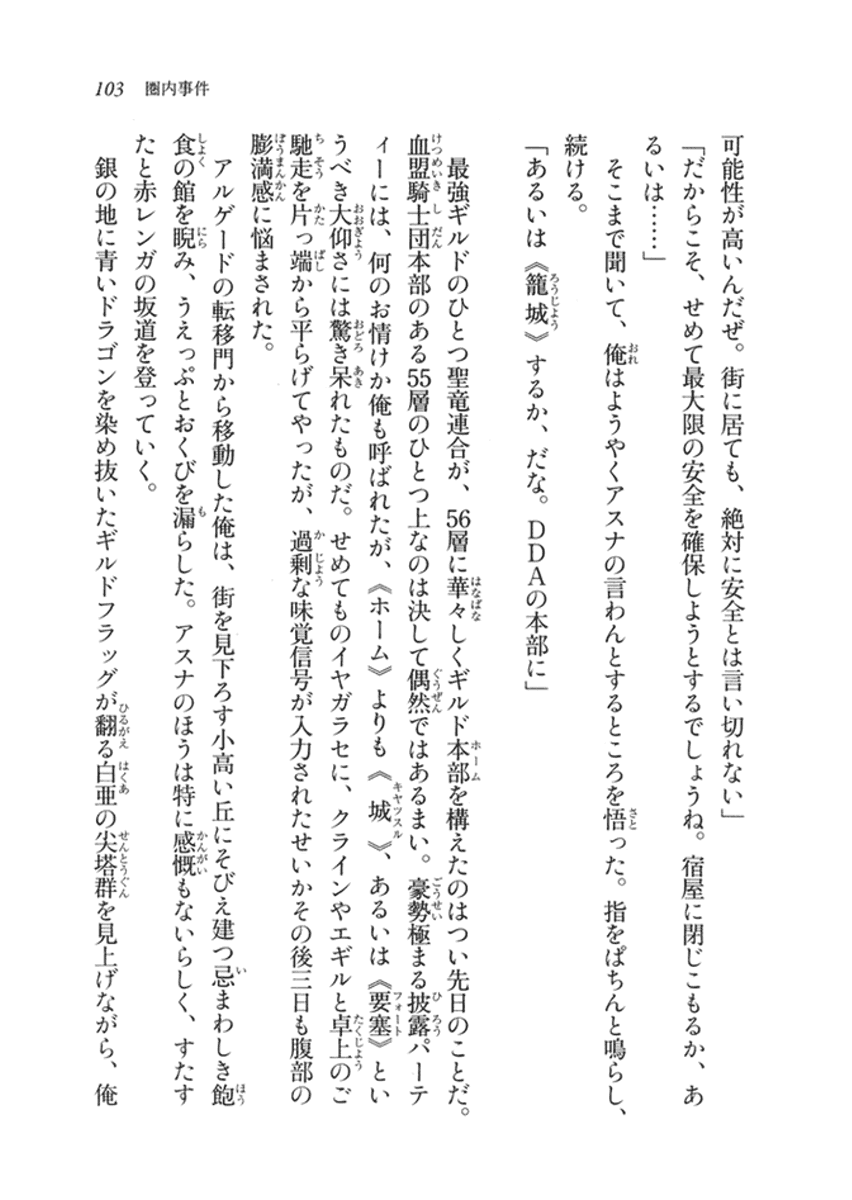 103 圏内事件
可能性が高いんだぜ。街に居ても、絶対に安全とは言い切れない」
「だからこそ、せめて最大限の安全を確保しようとするでしょうね。宿屋に閉じこもるか、あ
るいは……」
そこまで聞いて、俺はようやくアスナの言わんとするところを悟った。指をぱちんと鳴らし、
続ける。
「あるいは《籠城》するか、だな。DDAの本部に」
最強ギルドのひとつ聖竜連合が、56層に華々しくギルド本部を構えたのはつい先日のことだ。
血盟騎士団本部のある55層のひとつ上なのは決して偶然ではあるまい。豪勢極まる披露パーテ
ィーには、何のお情けか俺も呼ばれたが、《ホーム》よりも《城》、あるいは《要塞》とい
うべき大仰さには驚き呆れたものだ。せめてものイヤガラセに、クラインやエギルと卓上のご
馳走を片っ端から平らげてやったが、過剰な味覚信号が入力されたせいかその後三日も腹部の
膨満感に悩まされた。
アルゲードの転移門から移動した俺は、街を見下ろす小高い丘にそびえ建つ忌まわしき飽
食の館を睨み、うえっぷとおくびを漏らした。アスナのほうは特に感慨もないらしく、すたす
たと赤レンガの坂道を登っていく。
銀の地に青いドラゴンを染め抜いたギルドフラッグが翻る白亜の尖塔群を見上げながら、俺